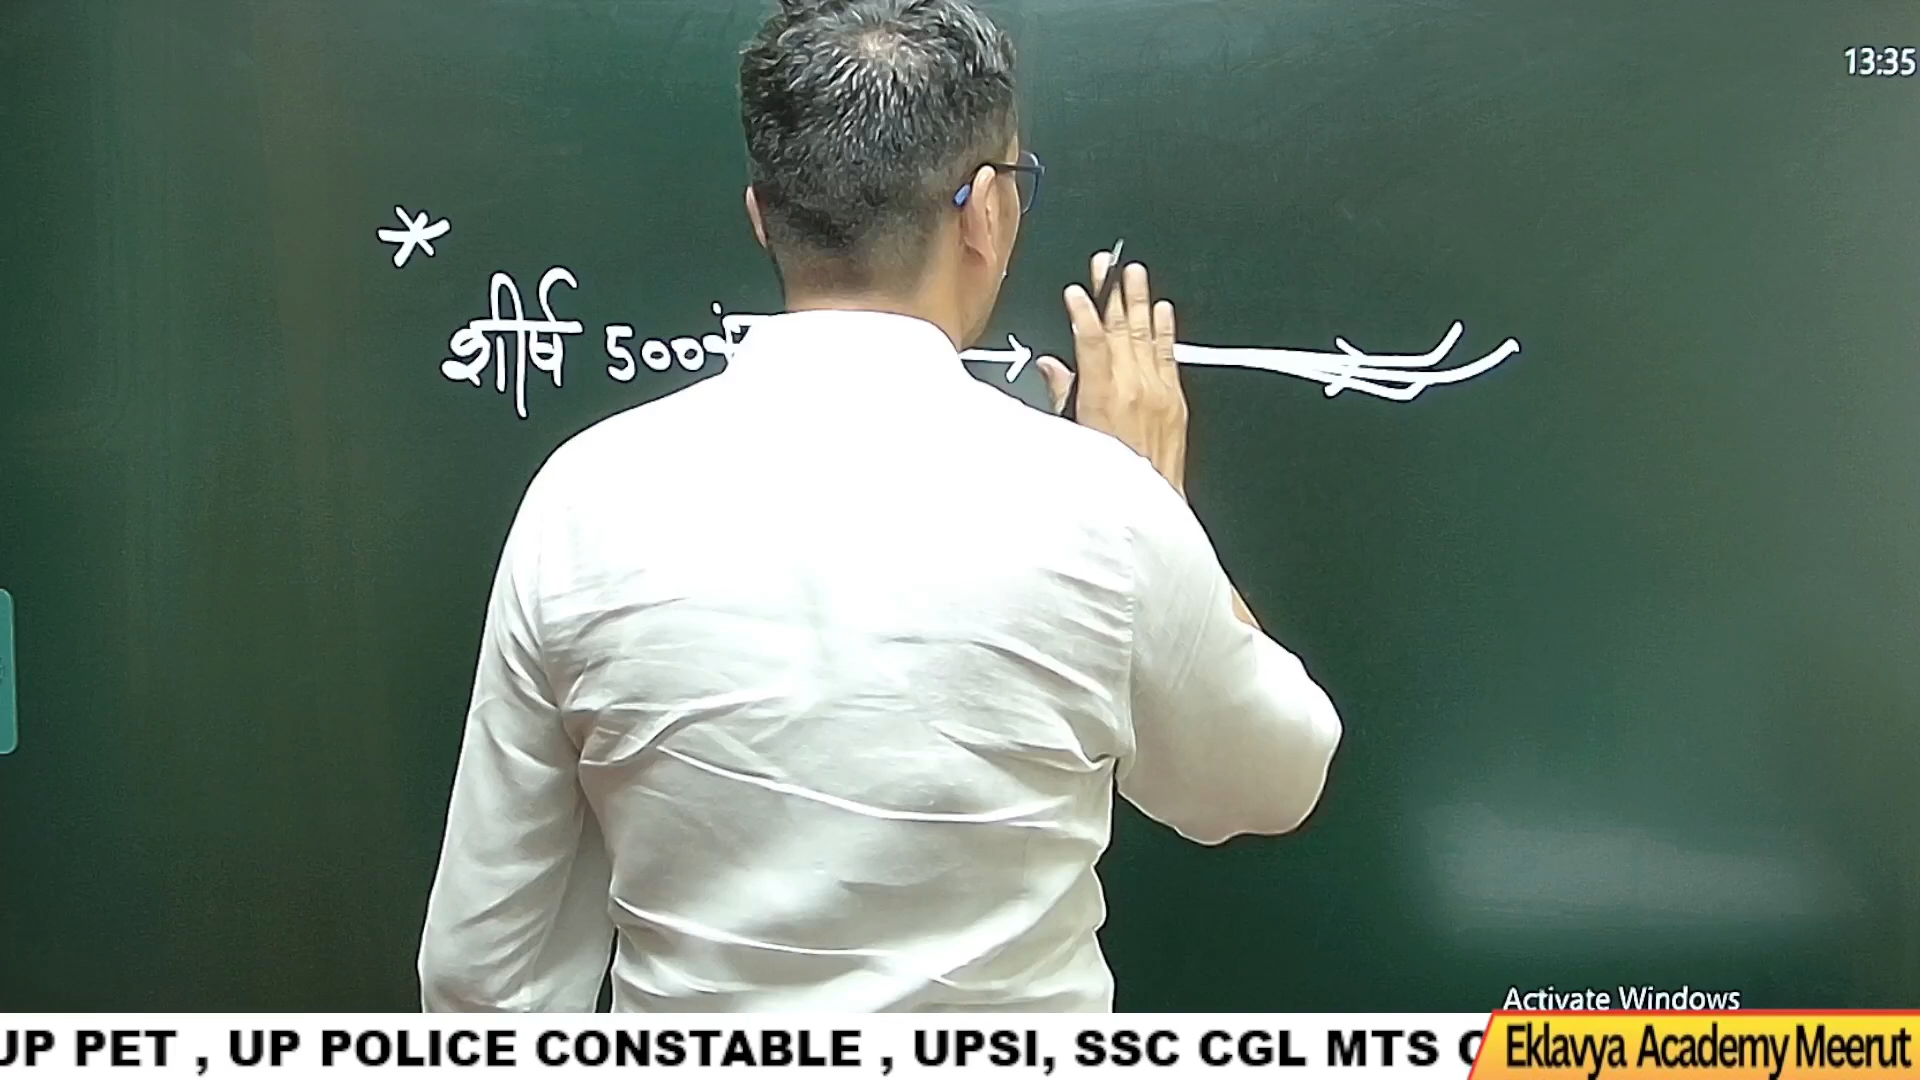 13:35
*
शीर्ष 500
→
Activate Windows
UP PET , UP POLICE CONSTABLE , UPSI, SSC CGL MTS
Eklavya Academy Meerut